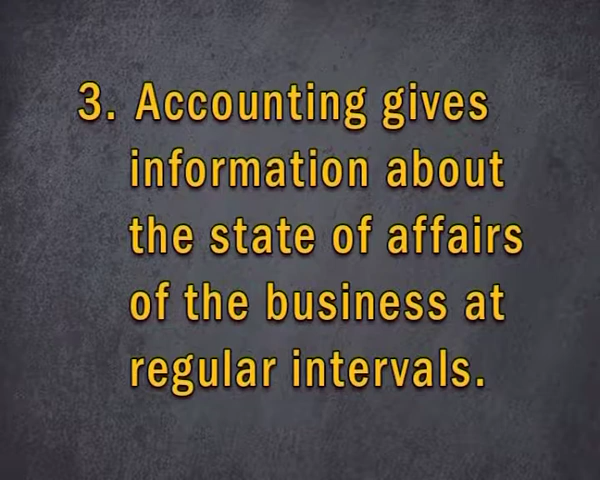 3. Accounting gives
information about
the state of affairs
of the business at
regular intervals.